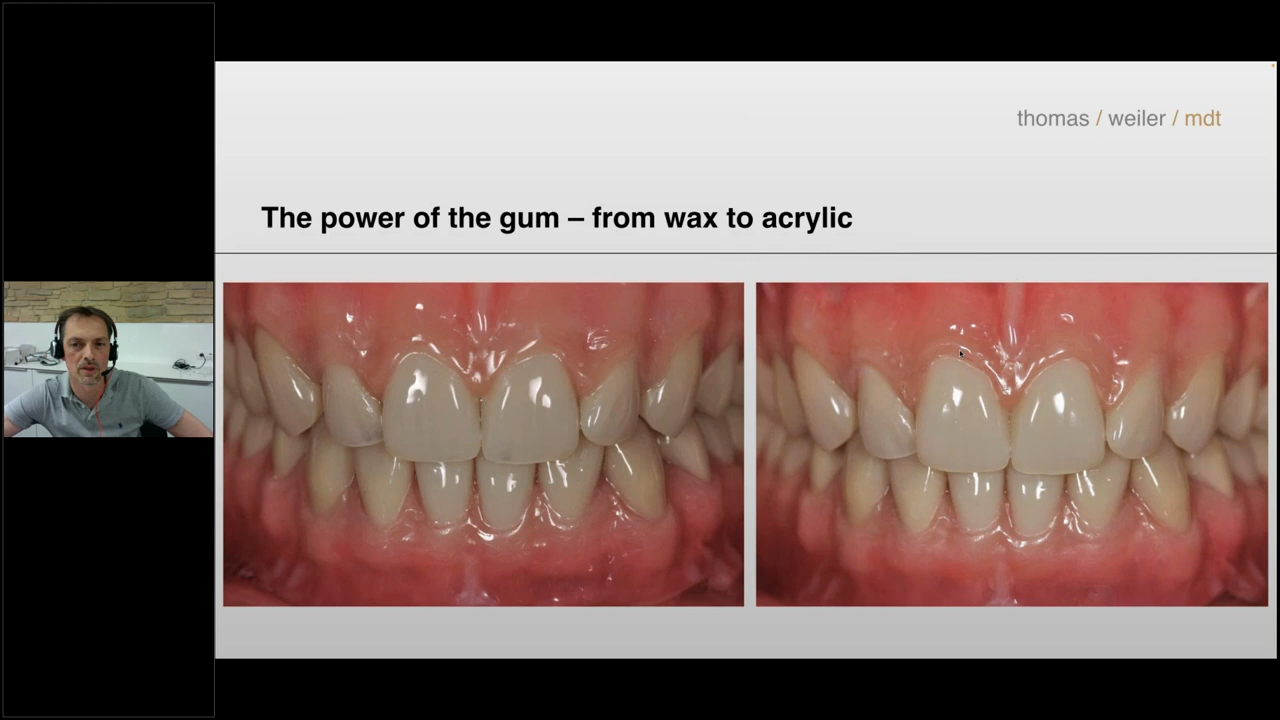 thomas / weiler / mdt
The power of the gum – from wax to acrylic